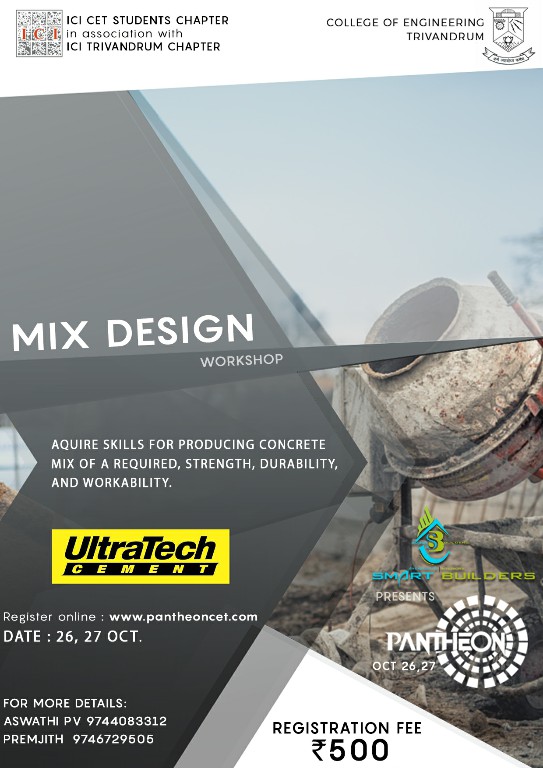 ICI CET STUDENTS CHAPTER
in association with
ICI TRIVANDRUM CHAPTER
ICI
COLLEGE OF ENGINEERING
TRIVANDRUM
MIX DESIGN
WORKSHOP
AQUIRE SKILLS FOR PRODUCING CONCRETE
MIX OF A REQUIRED, STRENGTH, DURABILITY,
AND WORKABILITY.
UltraTech
CEMENT
SMART BUILDERS
PRESENTS
PANTHEON
OCT 26,27
Register online : www.pantheoncet.com
DATE : 26, 27 OCT.
FOR MORE DETAILS:
ASWATHI PV 9744083312
PREMJITH 9746729505
REGISTRATION FEE
₹500